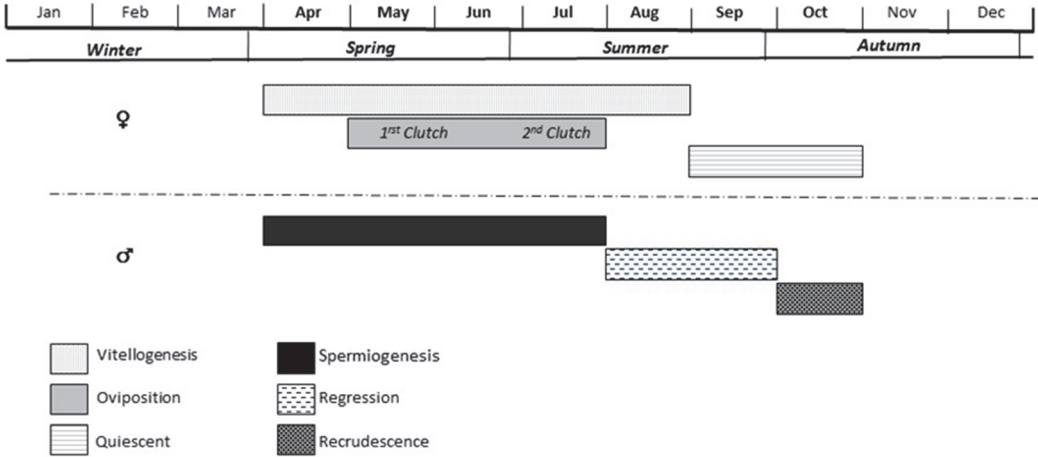 Jan Feb Mar Apr May Jun Jul Aug Sep Oct Nov Dec
Winter Spring Summer Autumn
♀
1rst Clutch 2nd Clutch
♂
Vitellogenesis Spermiogenesis
Oviposition Regression
Quiescent Recrudescence